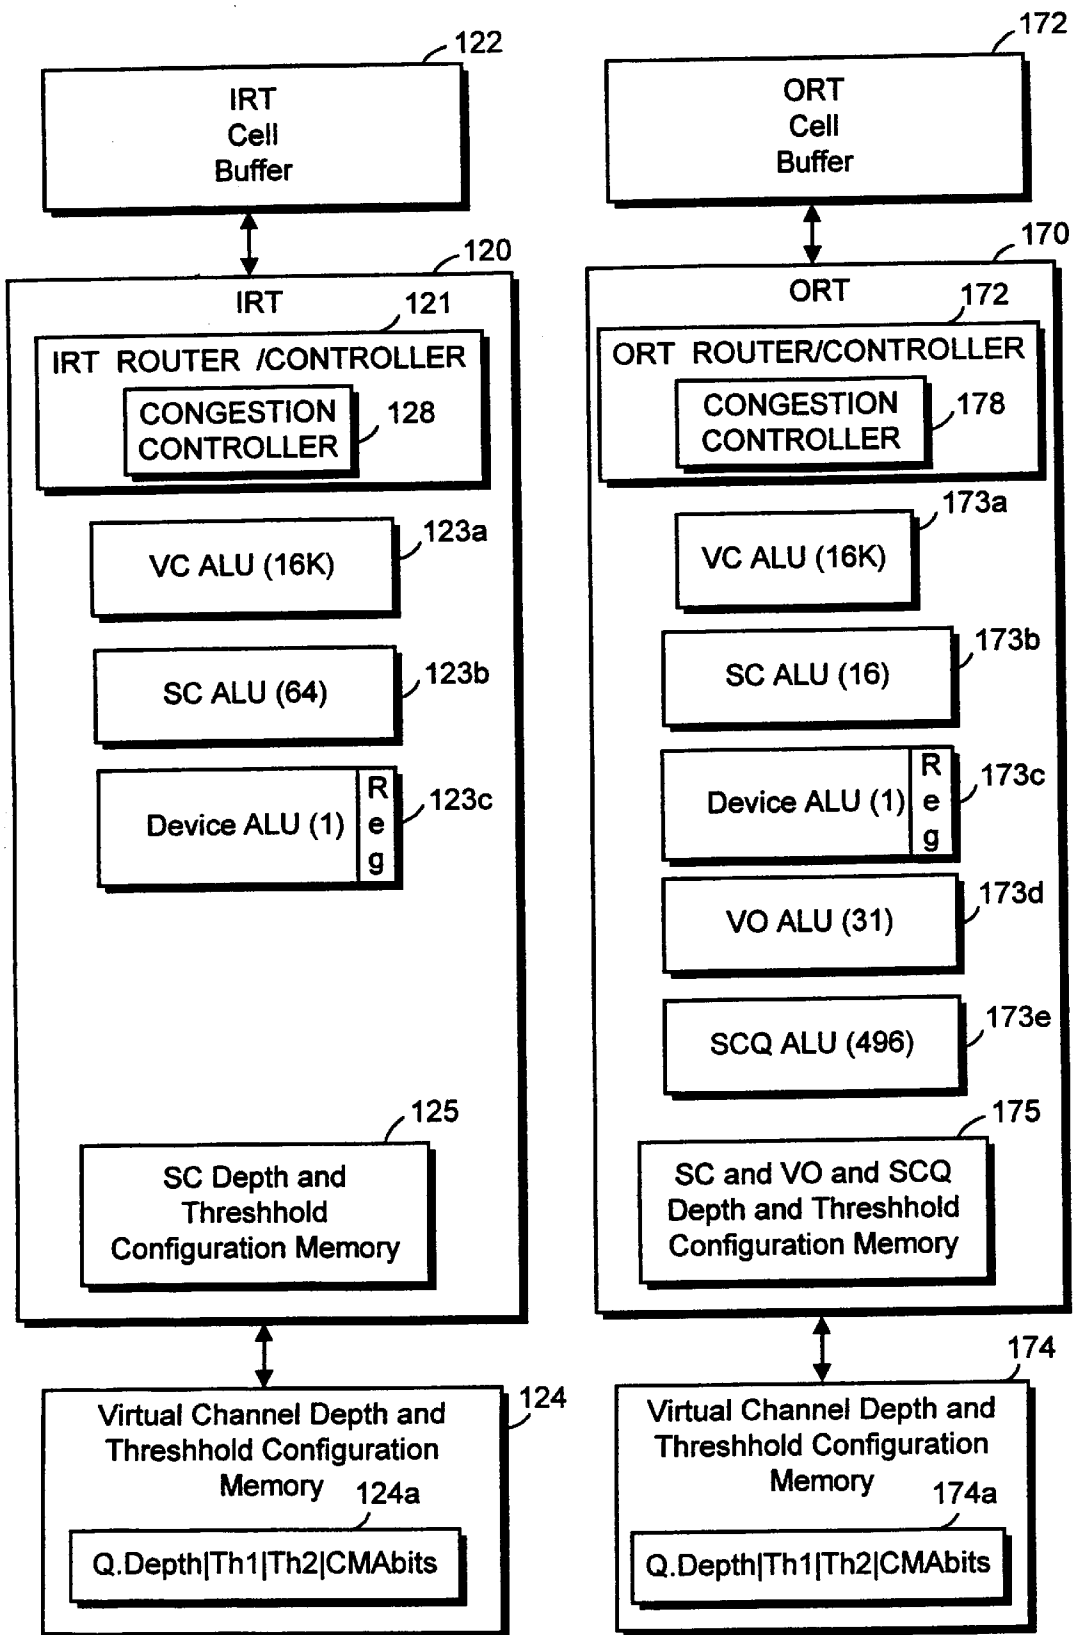 122
IRT
Cell
Buffer
120
IRT
121
IRT ROUTER /CONTROLLER
CONGESTION
CONTROLLER
128
VC ALU (16K)
123a
SC ALU (64)
123b
Device ALU (1)
R
e
g
123c
125
SC Depth and
Threshhold
Configuration Memory
Virtual Channel Depth and
Threshhold Configuration
Memory
124
124a
Q.Depth|Th1|Th2|CMAbits
172
ORT
Cell
Buffer
170
ORT
172
ORT ROUTER/CONTROLLER
CONGESTION
CONTROLLER
178
173a
VC ALU (16K)
173b
SC ALU (16)
Device ALU (1)
R
e
g
173c
173d
VO ALU (31)
173e
SCQ ALU (496)
175
SC and VO and SCQ
Depth and Threshhold
Configuration Memory
174
Virtual Channel Depth and
Threshhold Configuration
Memory
174a
Q.Depth|Th1|Th2|CMAbits